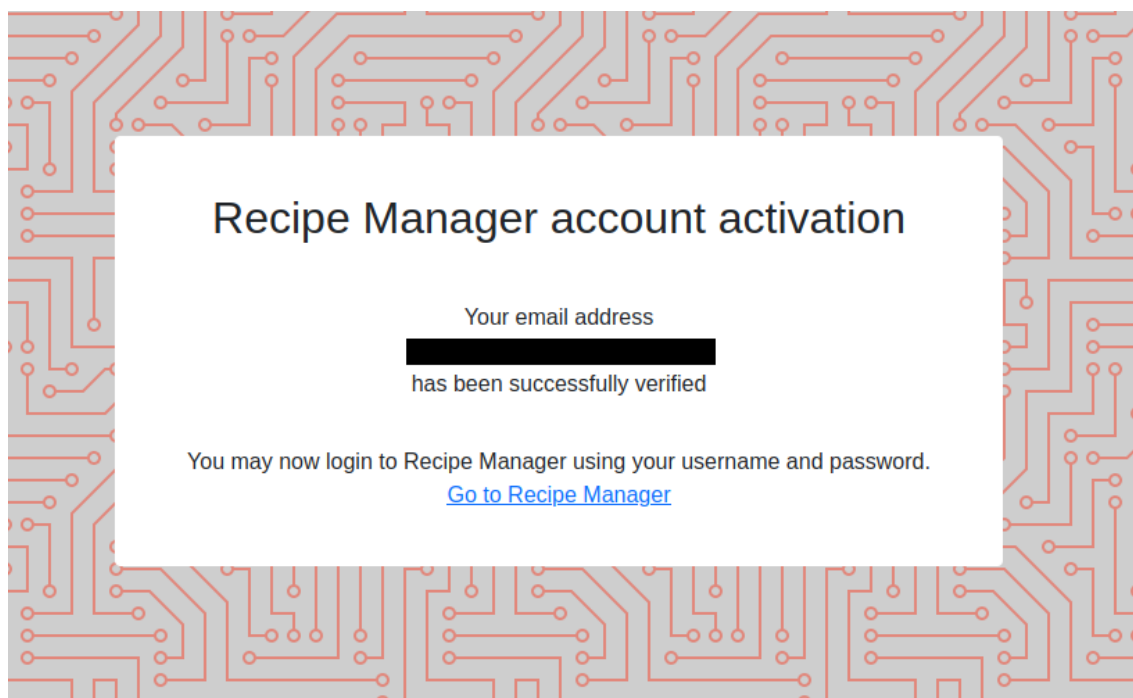 Recipe Manager account activation
Your email address
has been successfully verified
You may now login to Recipe Manager using your username and password.
Go to Recipe Manager